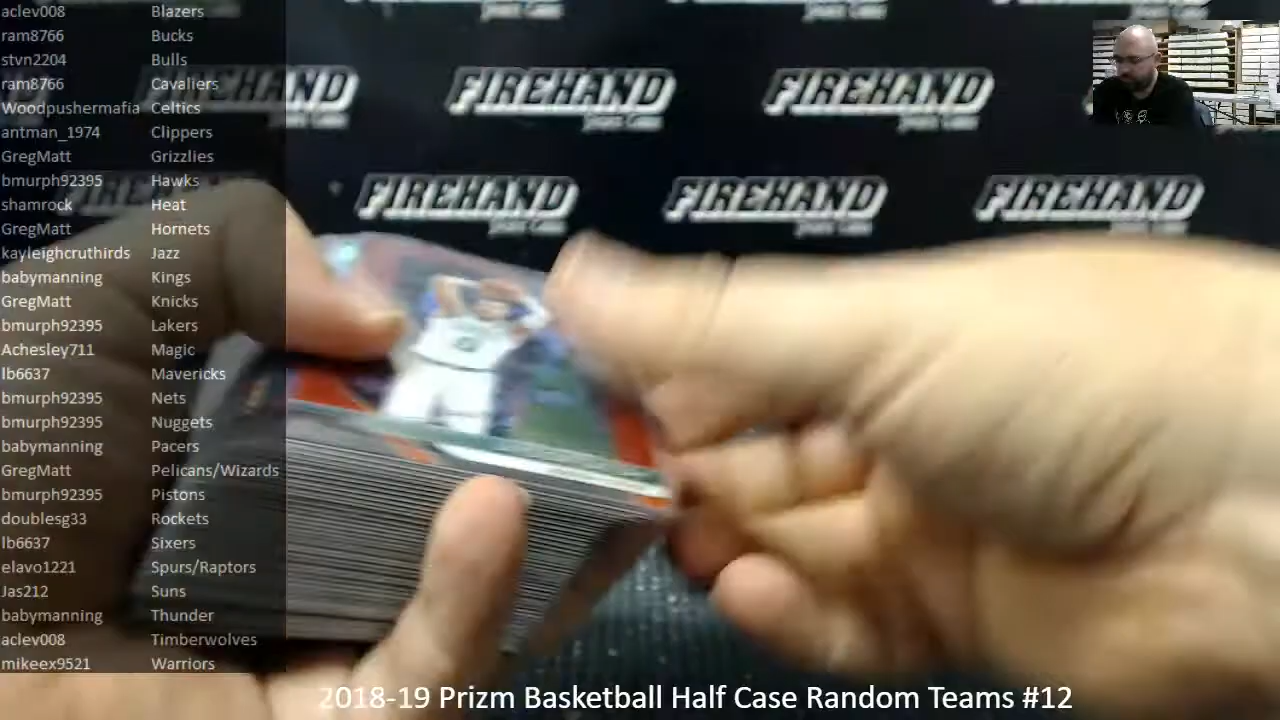 aclev008 Blazers
ram8766 Bucks
stvn2204 Bulls
ram8766 Cavaliers
Woodpushermafia Celtics
antman_1974 Clippers
GregMatt Grizzlies
bmurph92395 Hawks
shamrock Heat
GregMatt Hornets
kayleighcruthirds Jazz
babymanning Kings
GregMatt Knicks
bmurph92395 Lakers
Achesley711 Magic
lb6637 Mavericks
bmurph92395 Nets
bmurph92395 Nuggets
babymanning Pacers
GregMatt Pelicans/Wizards
bmurph92395 Pistons
doublesg33 Rockets
lb6637 Sixers
elavo1221 Spurs/Raptors
Jas212 Suns
babymanning Thunder
aclev008 Timberwolves
mikeex9521 Warriors
FIREHAND FIREHAND
FIREHAND FIREHAND FIREHAND
2018-19 Prizm Basketball Half Case Random Teams #12